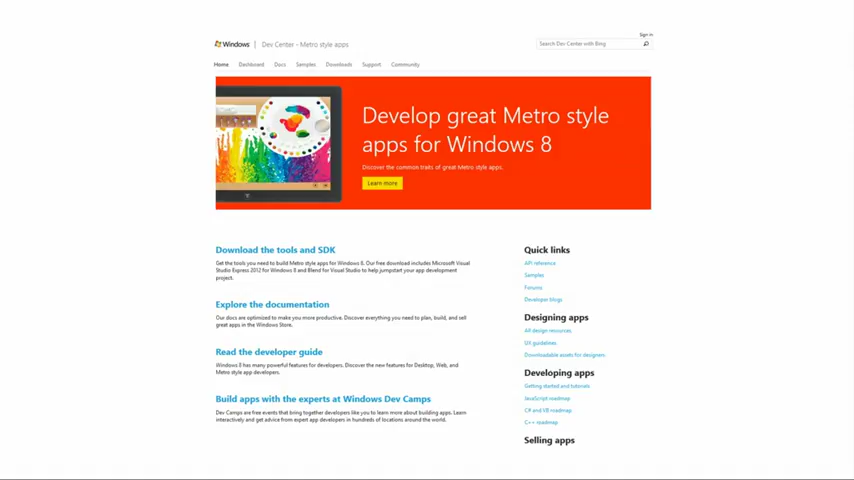 Sign in
Windows | Dev Center - Metro style apps
Search Dev Center with Bing
Home Dashboard Docs Samples Downloads Support Community
Develop great Metro style
apps for Windows 8
Discover the common traits of great Metro style apps.
Learn more
Download the tools and SDK
Get the tools you need to build Metro style apps for Windows 8. Our free download includes Microsoft Visual
Studio Express 2012 for Windows 8 and Blend for Visual Studio to help jumpstart your app development
project.
Explore the documentation
Our docs are optimized to make you more productive. Discover everything you need to plan, build, and sell
great apps in the Windows Store.
Read the developer guide
Windows 8 has many powerful features for developers. Discover the new features for Desktop, Web, and
Metro style app developers.
Build apps with the experts at Windows Dev Camps
Dev Camps are free events that bring together developers like you to learn more about building apps. Learn
interactively and get advice from expert app developers in hundreds of locations around the world.
Quick links
API reference
Samples
Forums
Developer blogs
Designing apps
All design resources
UX guidelines
Downloadable assets for designers
Developing apps
Getting started and tutorials
JavaScript roadmap
C# and VB roadmap
C++ roadmap
Selling apps